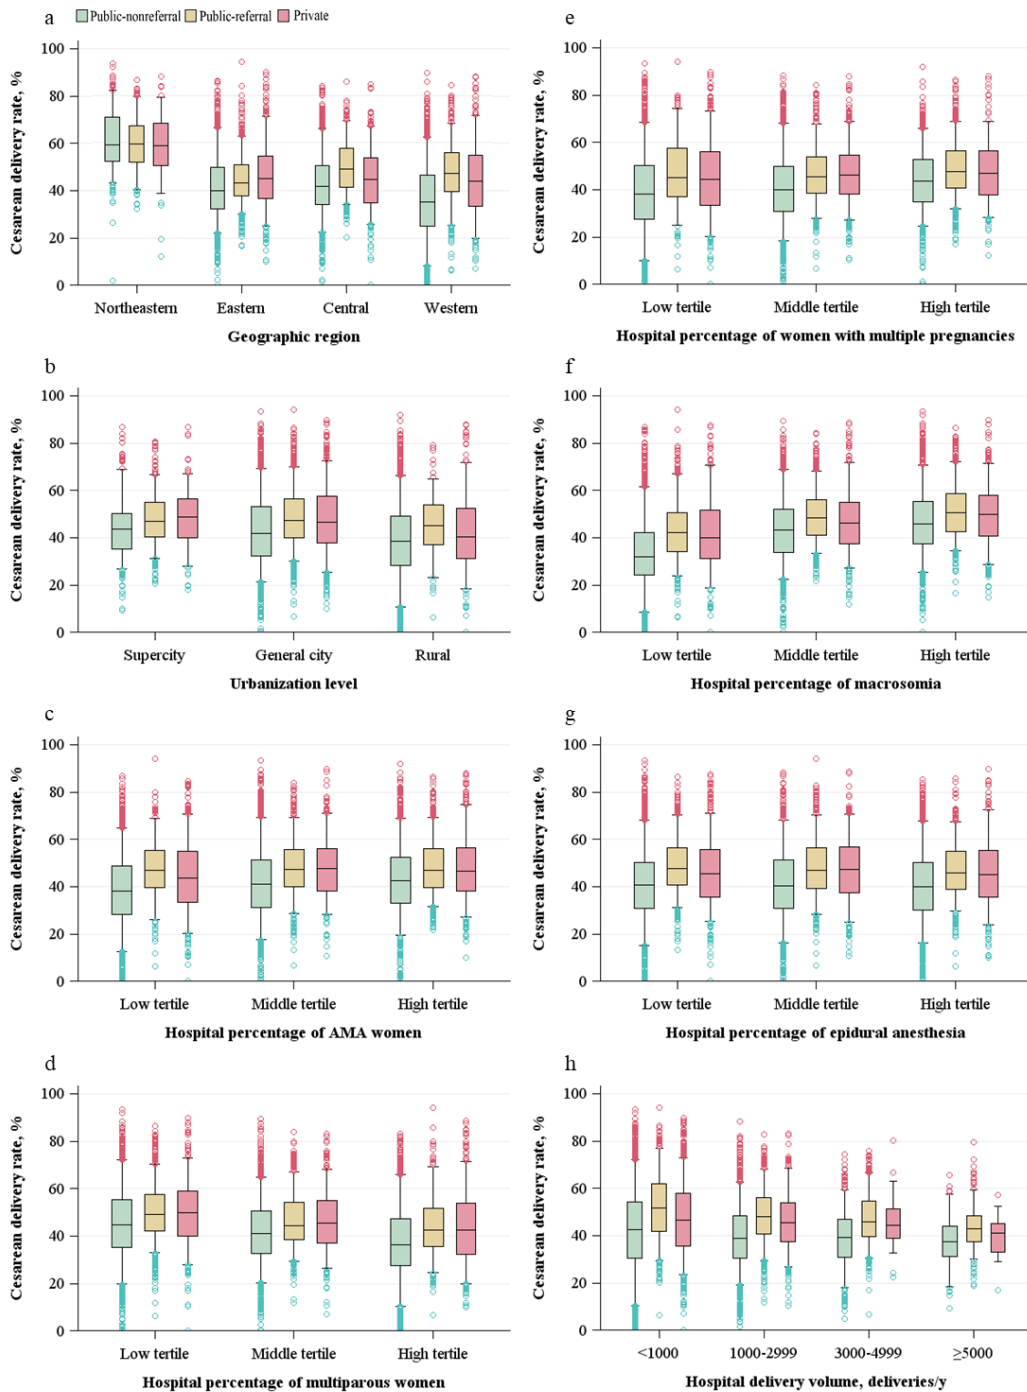 a
Public-nonreferral Public-referral Private
Cesarean delivery rate, %
100
80
60
40
20
0
Northeastern Eastern Central Western
Geographic region
b
Cesarean delivery rate, %
100
80
60
40
20
0
Supercity General city Rural
Urbanization level
c
Cesarean delivery rate, %
100
80
60
40
20
0
Low tertile Middle tertile High tertile
Hospital percentage of AMA women
d
Cesarean delivery rate, %
100
80
60
40
20
0
Low tertile Middle tertile High tertile
Hospital percentage of multiparous women
e
Cesarean delivery rate, %
100
80
60
40
20
0
Low tertile Middle tertile High tertile
Hospital percentage of women with multiple pregnancies
f
Cesarean delivery rate, %
100
80
60
40
20
0
Low tertile Middle tertile High tertile
Hospital percentage of macrosomia
g
Cesarean delivery rate, %
100
80
60
40
20
0
Low tertile Middle tertile High tertile
Hospital percentage of epidural anesthesia
h
Cesarean delivery rate, %
100
80
60
40
20
0
<1000 1000-2999 3000-4999 ≥5000
Hospital delivery volume, deliveries/y